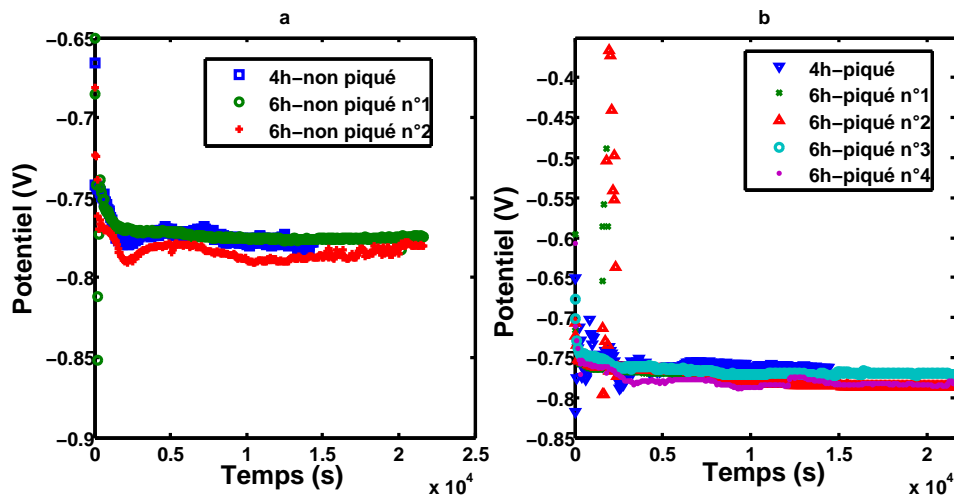 a
−0.65
−0.7
−0.75
−0.8
−0.85
−0.9
Potentiel (V)
4h−non piqué
6h−non piqué n°1
6h−non piqué n°2
0
0.5
1
1.5
2
2.5
Temps (s)
x 10^4
b
−0.4
−0.45
−0.5
−0.55
−0.6
−0.65
−0.7
−0.75
−0.8
−0.85
Potentiel (V)
4h−piqué
6h−piqué n°1
6h−piqué n°2
6h−piqué n°3
6h−piqué n°4
0
0.5
1
1.5
2
Temps (s)
x 10^4